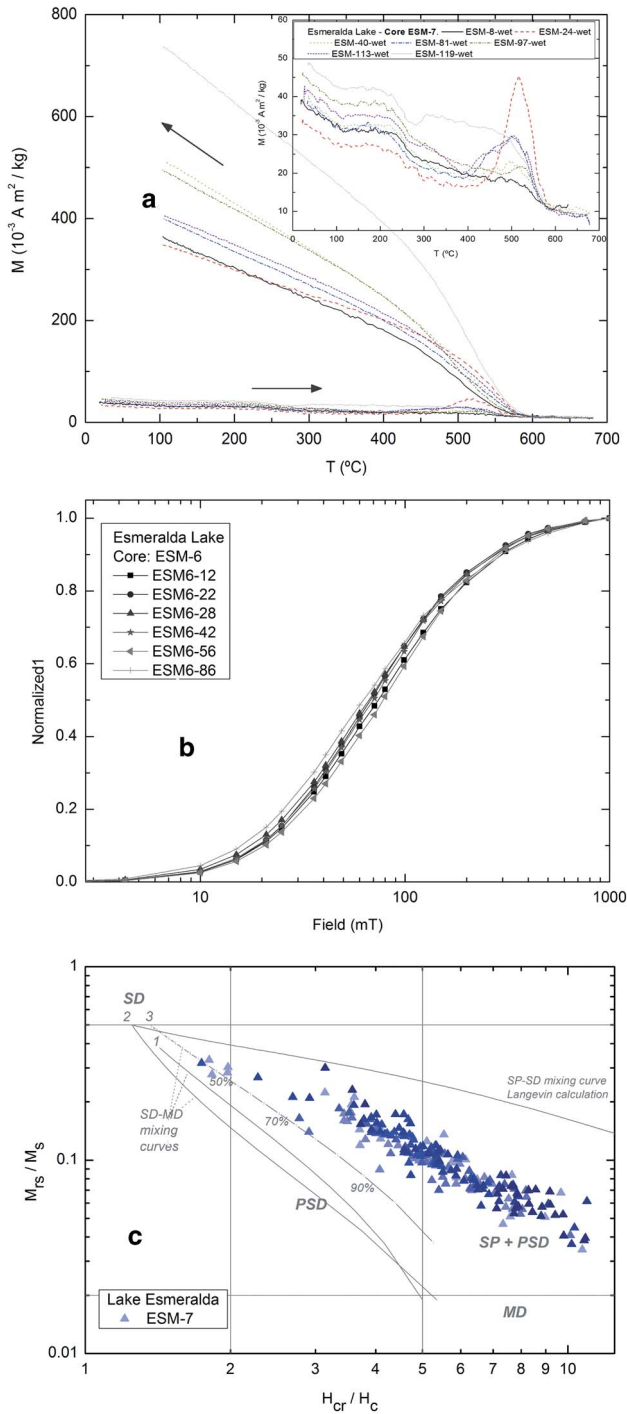 Esmeralda Lake - Core ESM-7. ESM-8-wet ESM-24-wet
ESM-40-wet ESM-81-wet ESM-97-wet
ESM-113-wet ESM-119-wet
60
50
40
30
20
10
M (10⁻³ A m² / kg)
0 100 200 300 400 500 600 700
T (ºC)
800
600
400
200
0
M (10⁻³ A m² / kg)
a
0 100 200 300 400 500 600 700
T (ºC)
1.0
0.8
0.6
0.4
0.2
0.0
Normalized1
Esmeralda Lake
Core: ESM-6
ESM6-12
ESM6-22
ESM6-28
ESM6-42
ESM6-56
ESM6-86
b
10 100 1000
Field (mT)
1
0.1
0.01
Mrs / Ms
SD
2 3
1
50%
SP-SD mixing curve
Langevin calculation
SD-MD
mixing
curves
70%
90%
PSD
SP + PSD
c
MD
Lake Esmeralda
ESM-7
1 2 3 4 5 6 7 8 9 10
Hcr / Hc